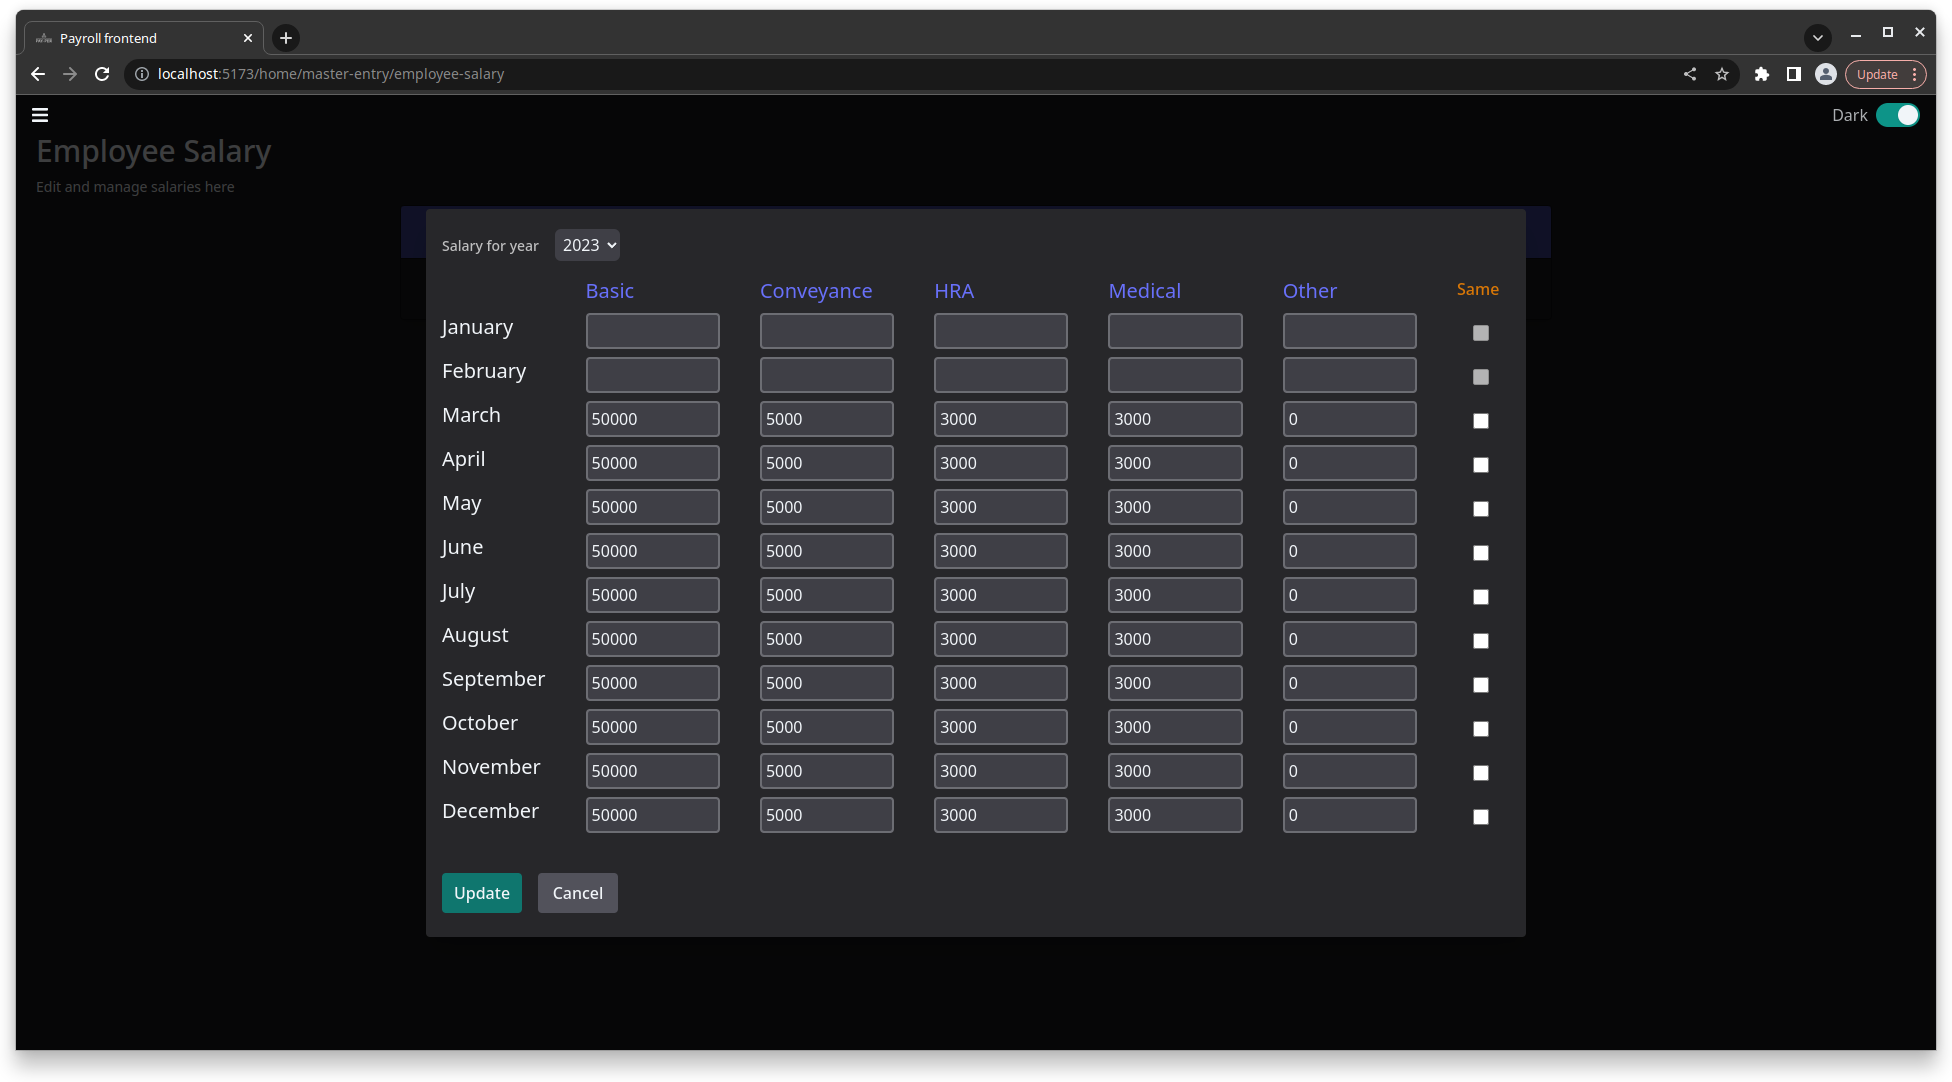 Payroll frontend
localhost:5173/home/master-entry/employee-salary
Update
Dark
Employee Salary
Edit and manage salaries here
Salary for year 2023
Basic Conveyance HRA Medical Other Same
January
February
March 50000 5000 3000 3000 0
April 50000 5000 3000 3000 0
May 50000 5000 3000 3000 0
June 50000 5000 3000 3000 0
July 50000 5000 3000 3000 0
August 50000 5000 3000 3000 0
September 50000 5000 3000 3000 0
October 50000 5000 3000 3000 0
November 50000 5000 3000 3000 0
December 50000 5000 3000 3000 0
Update Cancel